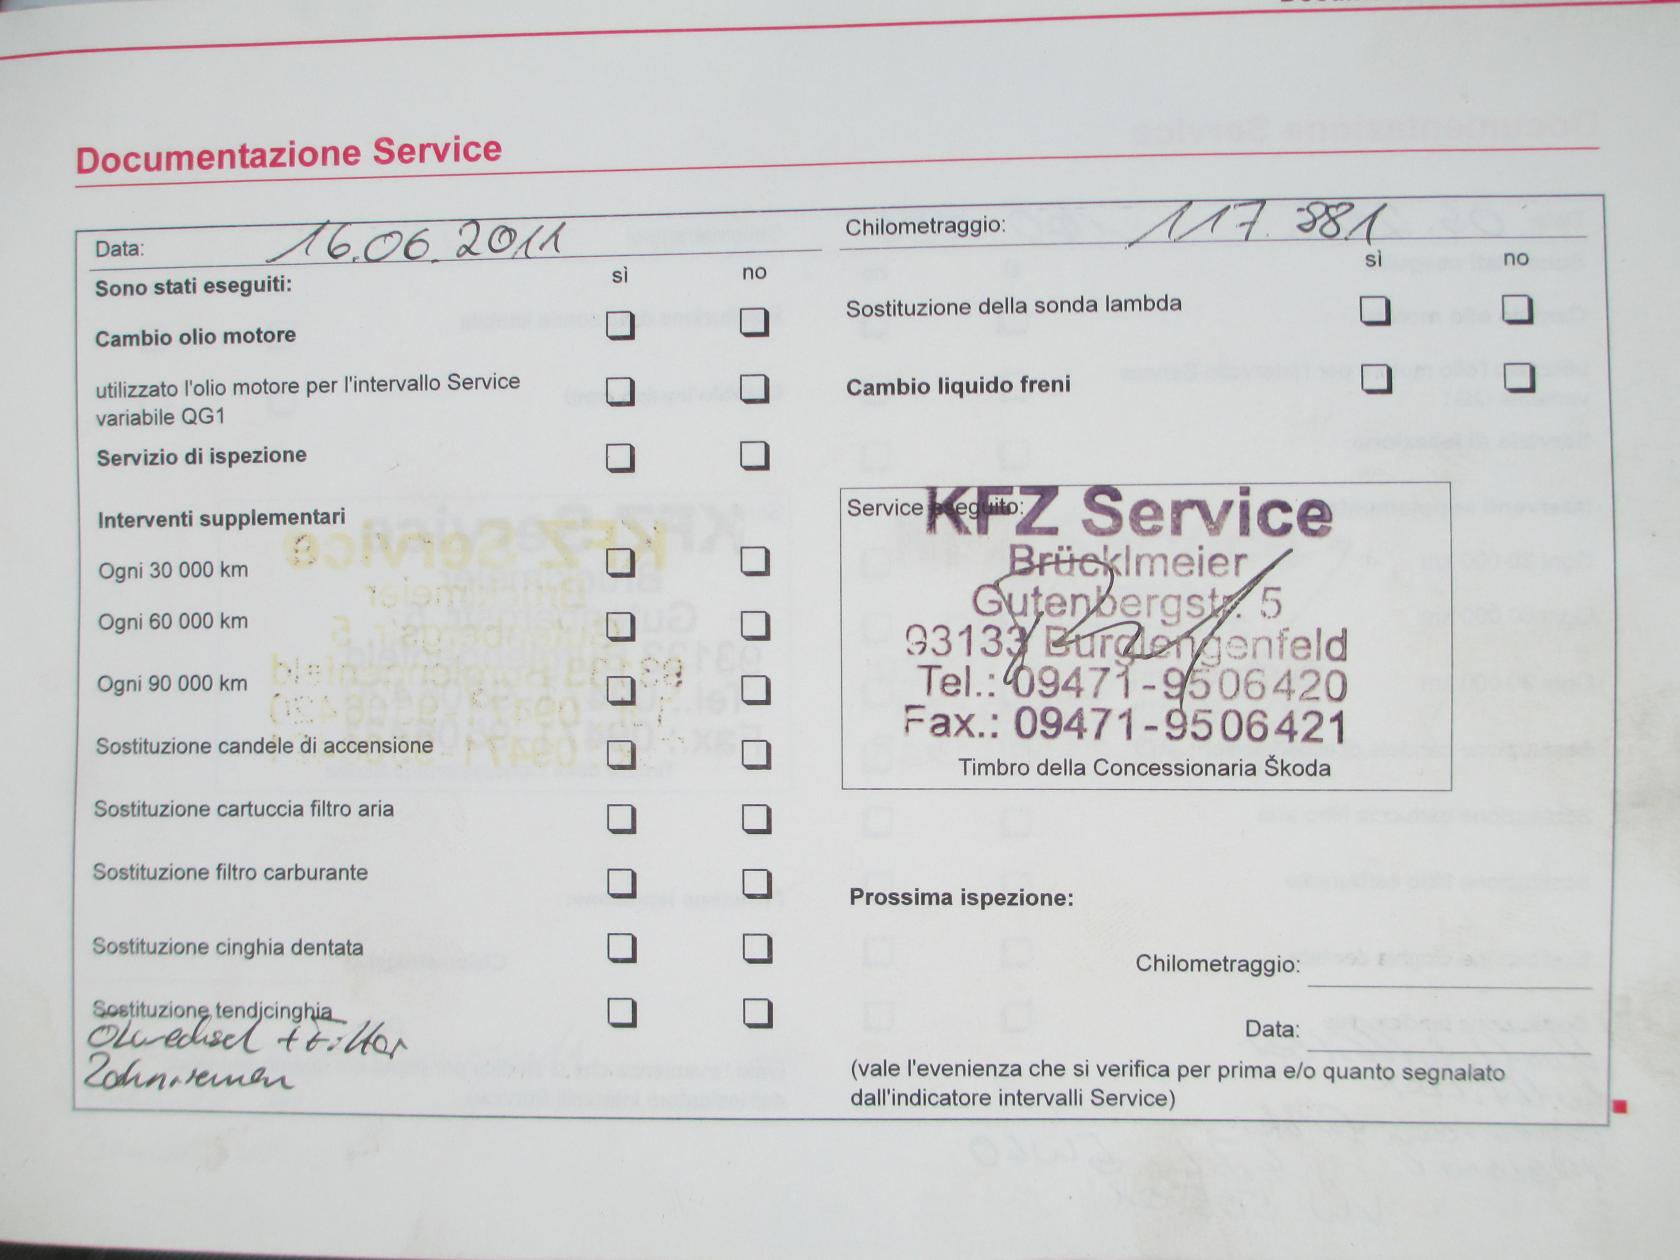 Documentazione Service
Data: 16.06.2011
Chilometraggio: 117.881
Sono stati eseguiti: sì no
Cambio olio motore
utilizzato l'olio motore per l'intervallo Service
variabile QG1
Servizio di ispezione
Interventi supplementari
Ogni 30 000 km
Ogni 60 000 km
Ogni 90 000 km
Sostituzione candele di accensione
Sostituzione cartuccia filtro aria
Sostituzione filtro carburante
Sostituzione cinghia dentata
Sostituzione tendicinghia
Ölwechsel + Filter
Zahnriemen
sì no
Sostituzione della sonda lambda
Cambio liquido freni
Service eseguito:
KFZ Service
Brücklmeier
Gutenbergstr. 5
93133 Burglengenfeld
Tel.: 09471-9506420
Fax.: 09471-9506421
Timbro della Concessionaria Škoda
Prossima ispezione:
Chilometraggio:
Data:
(vale l'evenienza che si verifica per prima e/o quanto segnalato
dall'indicatore intervalli Service)